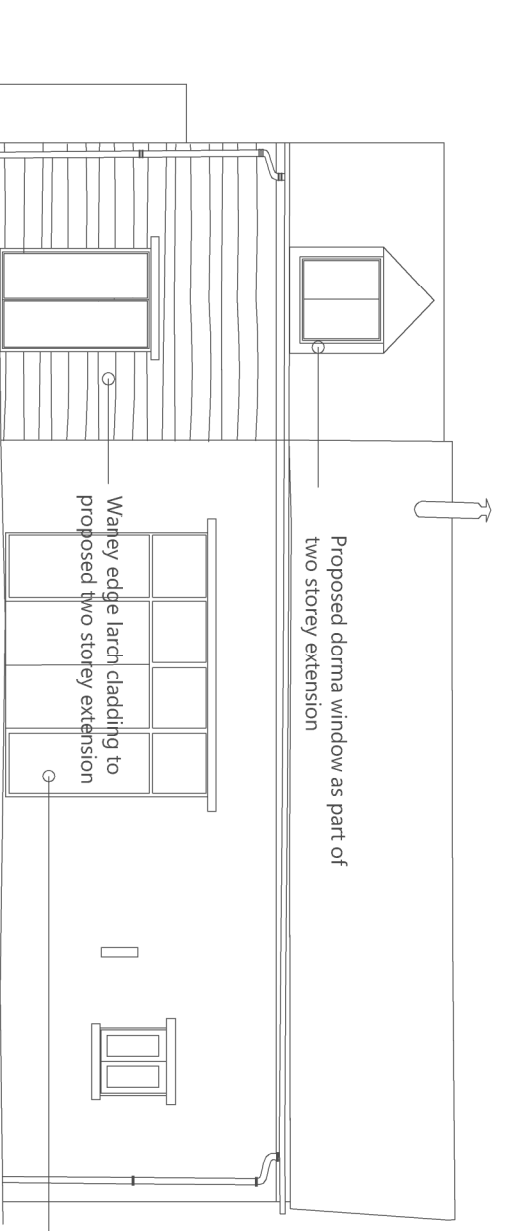 Proposed dorma window as part of
two storey extension
Waney edge larch cladding to
proposed two storey extension